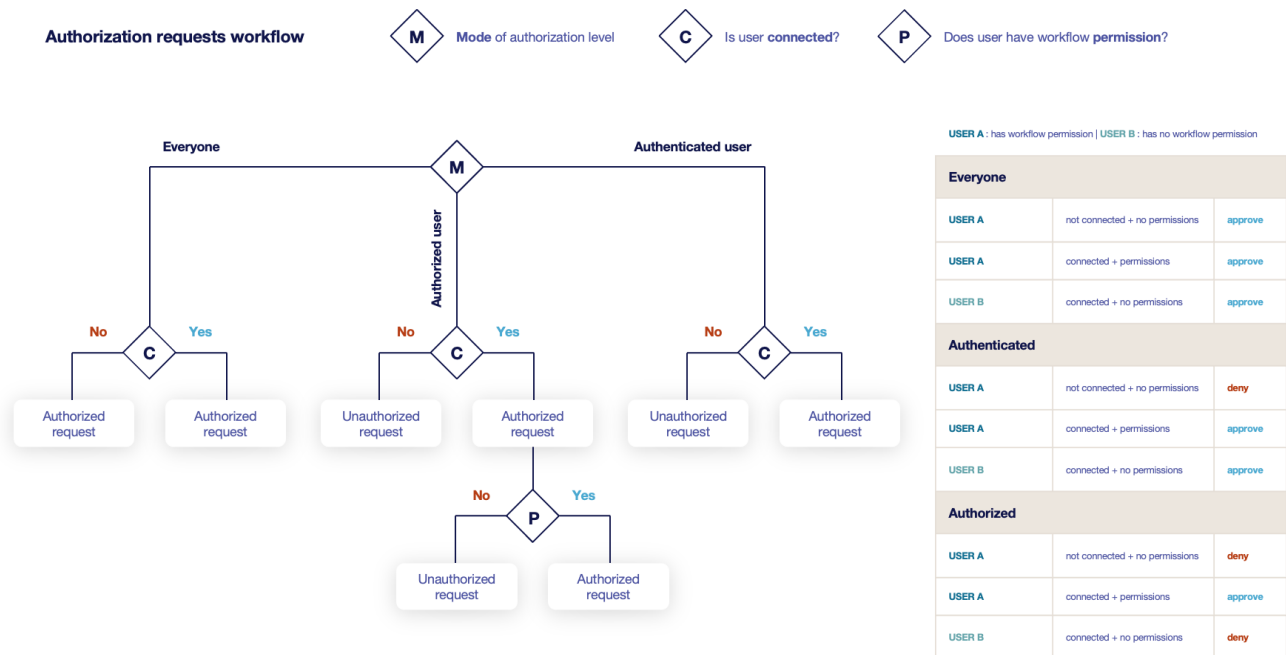 Authorization requests workflow
M
Mode of authorization level
C
Is user connected?
P
Does user have workflow permission?
Everyone
M
Authenticated user
Authorized user
No
C
Yes
Authorized
request
Authorized
request
No
C
Yes
Unauthorized
request
Authorized
request
No
P
Yes
Unauthorized
request
Authorized
request
No
C
Yes
Unauthorized
request
Authorized
request
USER A : has workflow permission | USER B : has no workflow permission
Everyone
USER A not connected + no permissions approve
USER A connected + permissions approve
USER B connected + no permissions approve
Authenticated
USER A not connected + no permissions deny
USER A connected + permissions approve
USER B connected + no permissions approve
Authorized
USER A not connected + no permissions deny
USER A connected + permissions approve
USER B connected + no permissions deny